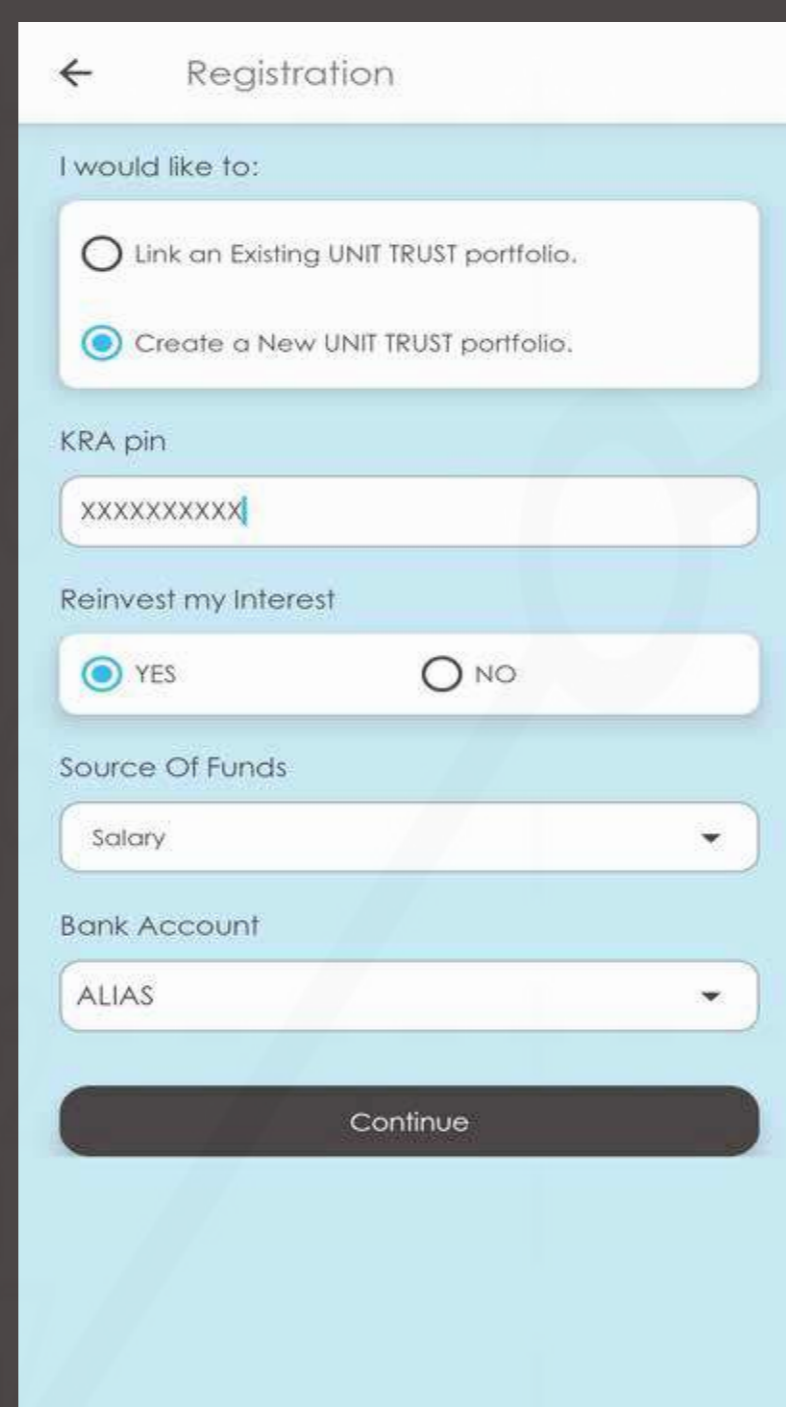 Registration
I would like to:
Link an Existing UNIT TRUST portfolio.
Create a New UNIT TRUST portfolio.
KRA pin
XXXXXXXXXX
Reinvest my Interest
YES NO
Source Of Funds
Salary
Bank Account
ALIAS
Continue